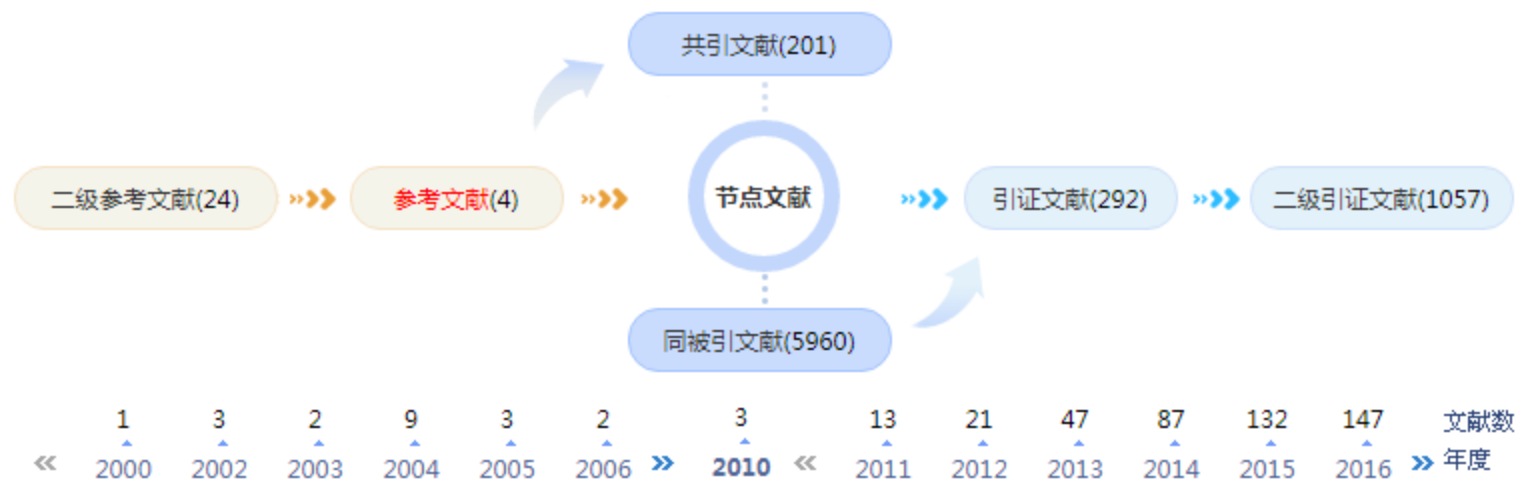 共引文献(201)
二级参考文献(24)
参考文献(4)
节点文献
引证文献(292)
二级引证文献(1057)
同被引文献(5960)
1 3 2 9 3 2 3 13 21 47 87 132 147 文献数
2000 2002 2003 2004 2005 2006 2010 2011 2012 2013 2014 2015 2016 年度